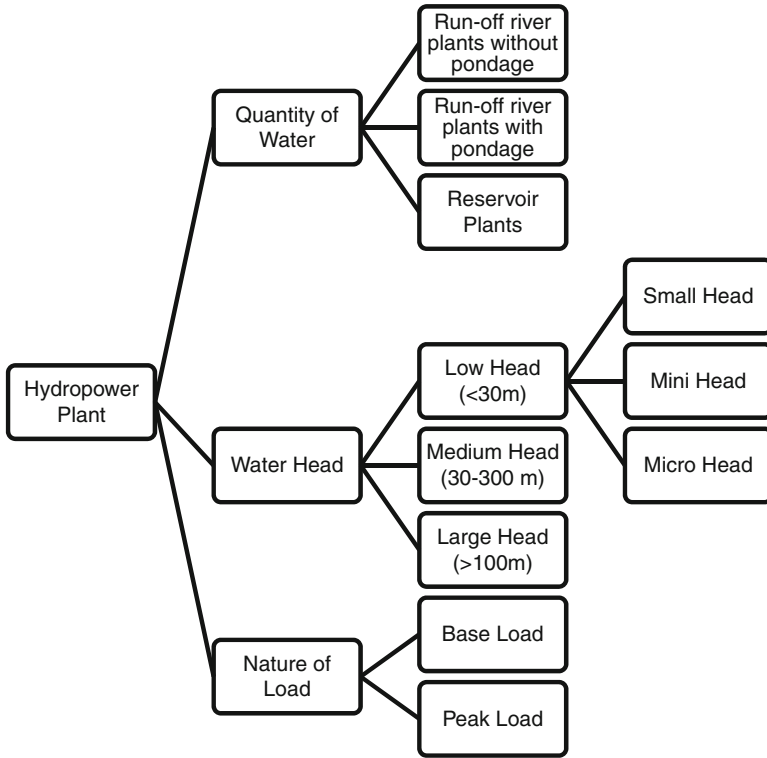 Hydropower
Plant
Quantity of
Water
Run-off river
plants without
pondage
Run-off river
plants with
pondage
Reservoir
Plants
Water Head
Low Head
(<30m)
Small Head
Mini Head
Micro Head
Medium Head
(30-300 m)
Large Head
(>100m)
Nature of
Load
Base Load
Peak Load